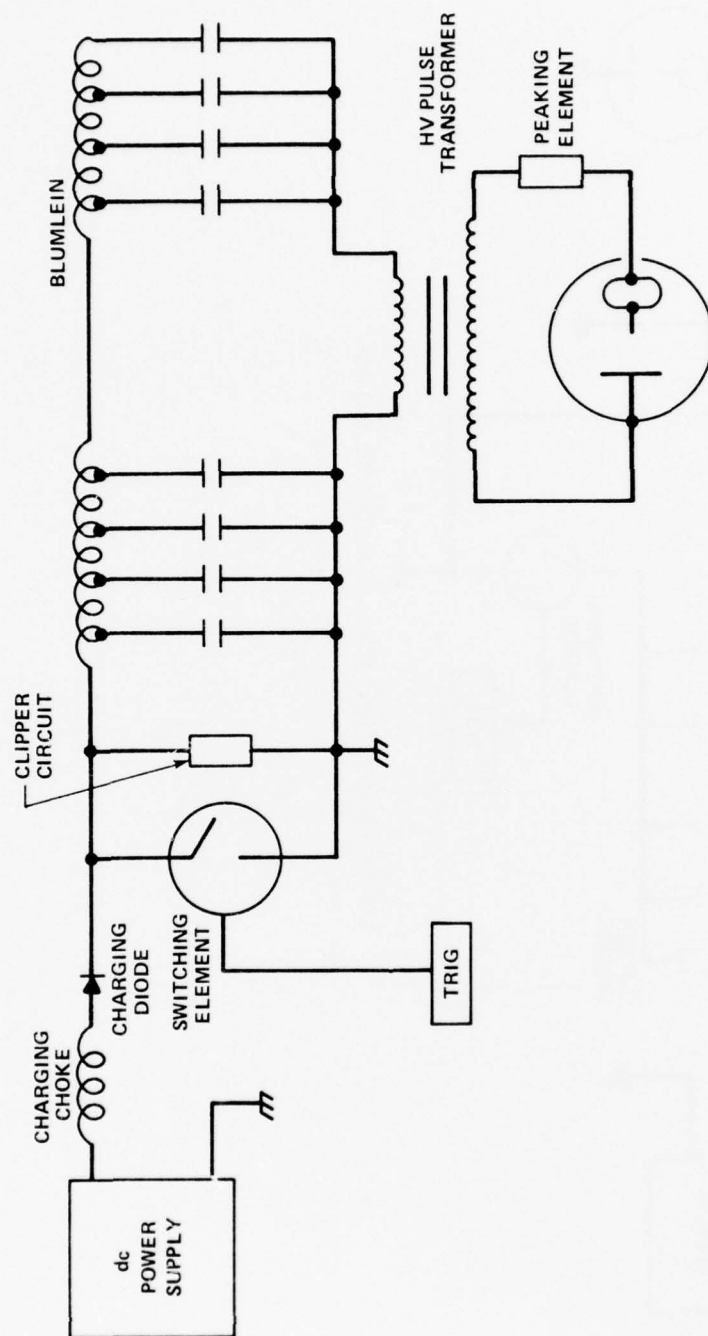 dc
POWER
SUPPLY
CHARGING
CHOKE
CHARGING
DIODE
SWITCHING
ELEMENT
TRIG
CLIPPER
CIRCUIT
BLUMLEIN
HV PULSE
TRANSFORMER
PEAKING
ELEMENT